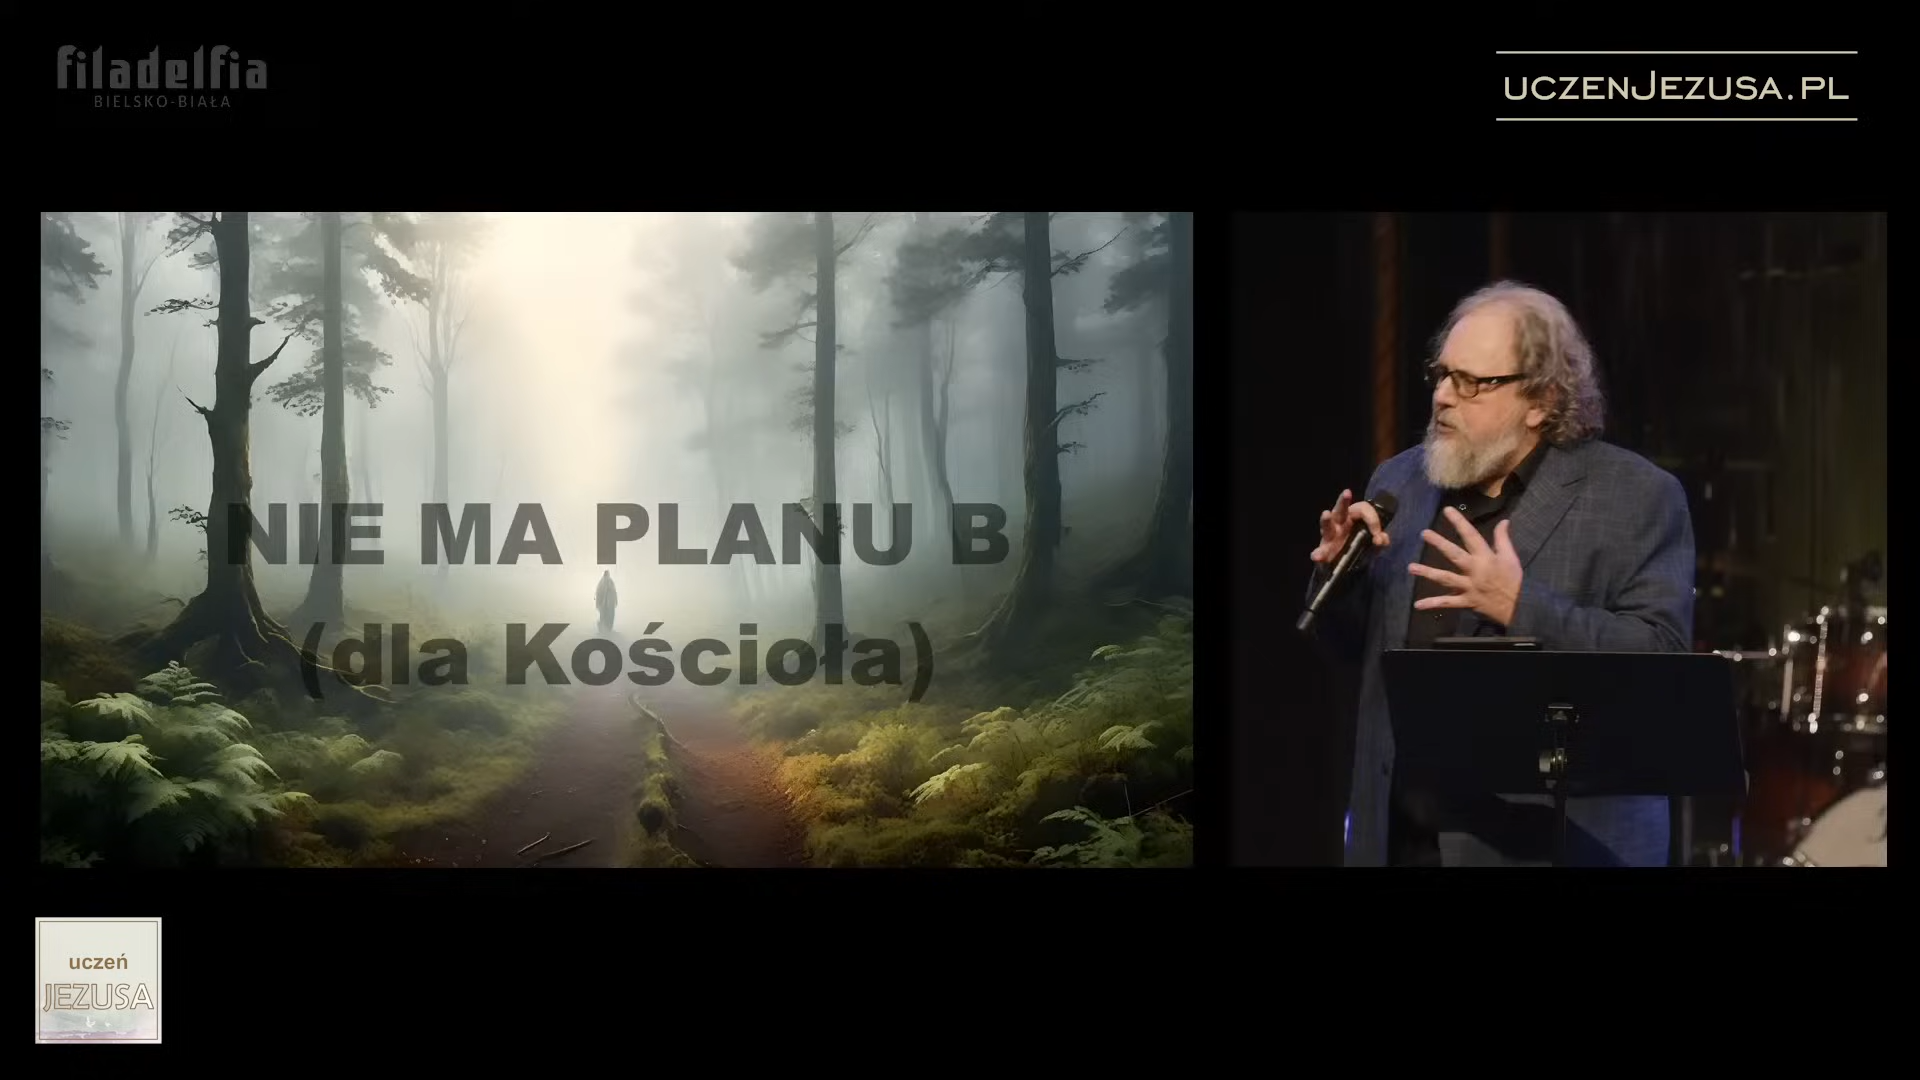 filadelfia
BIELSKO-BIAŁA
UCZENJEZUSA.PL
NIE MA PLANU B
(dla Kościoła)
uczeń
JEZUSA